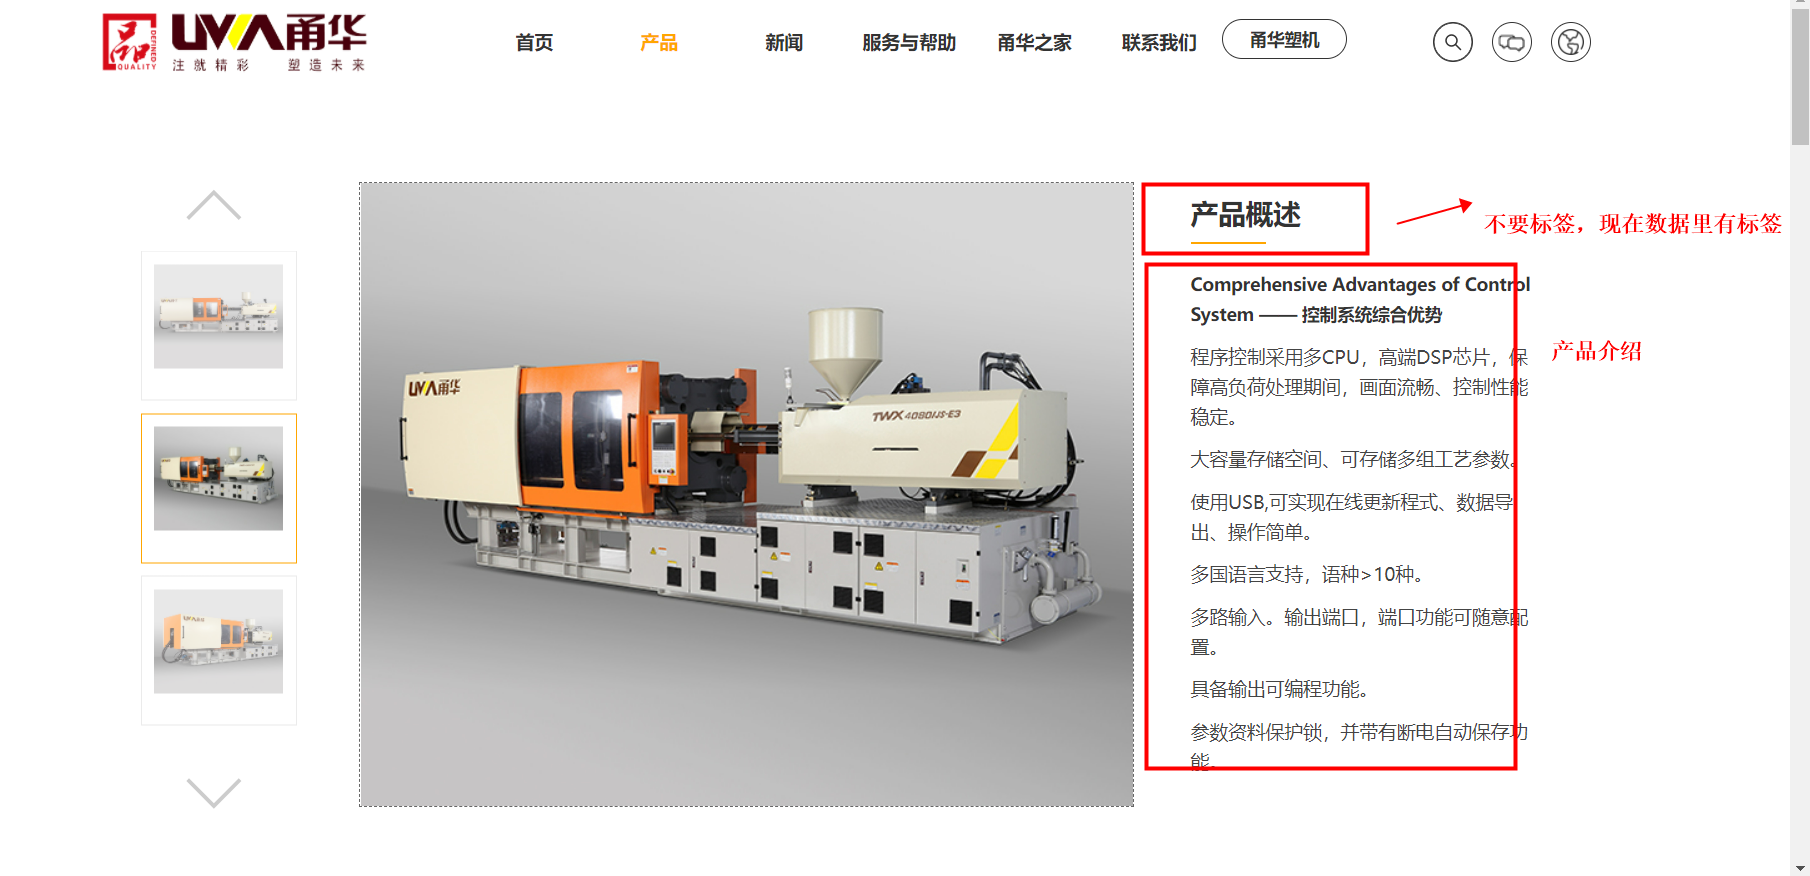 品
DEFINED
QUALITY
UWA甬华
注就精彩 塑造未来
首页 产品 新闻 服务与帮助 甬华之家 联系我们 甬华塑机
产品概述
不要标签，现在数据里有标签
Comprehensive Advantages of Control
System —— 控制系统综合优势
产品介绍
程序控制采用多CPU，高端DSP芯片，保
障高负荷处理期间，画面流畅、控制性能
稳定。
大容量存储空间、可存储多组工艺参数。
使用USB,可实现在线更新程式、数据导
出、操作简单。
多国语言支持，语种>10种。
多路输入。输出端口，端口功能可随意配
置。
具备输出可编程功能。
参数资料保护锁，并带有断电自动保存功
能。
UWA甬华
TWX 4080/JS-E3